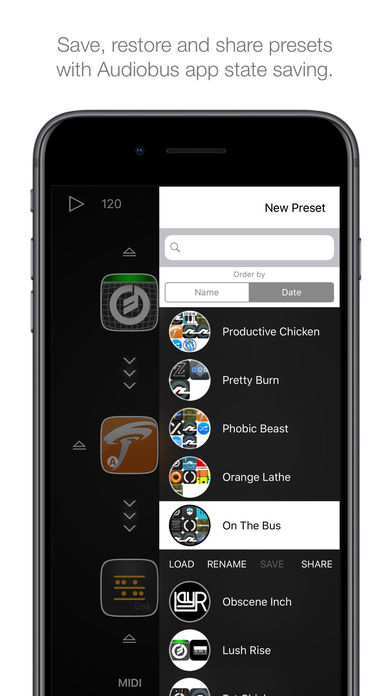 Save, restore and share presets
with Audiobus app state saving.
120
New Preset
Order by
Name Date
Productive Chicken
Pretty Burn
Phobic Beast
Orange Lathe
A
On The Bus
LOAD RENAME SAVE SHARE
LayR
Obscene Inch
Link
Lush Rise
MIDI